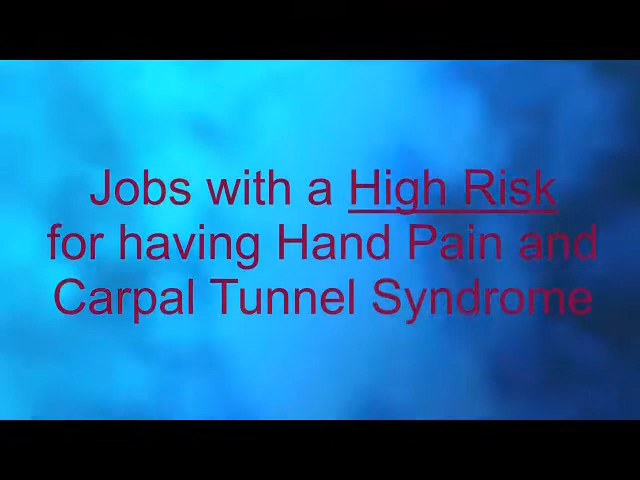 Jobs with a High Risk
for having Hand Pain and
Carpal Tunnel Syndrome